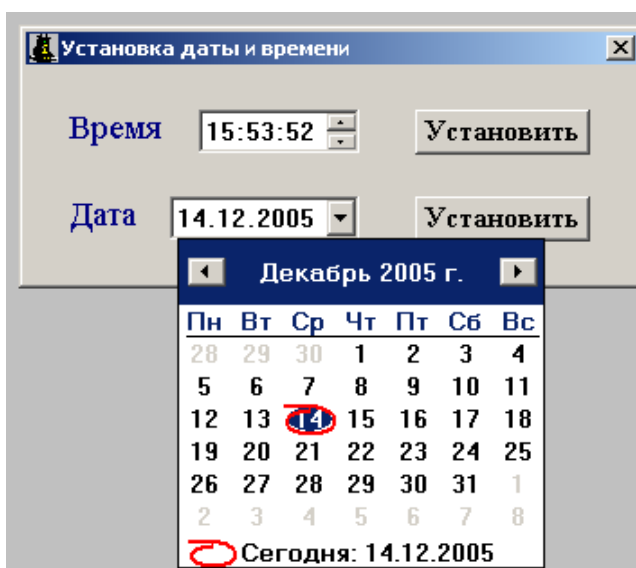 Установка даты и времени
Время 15:53:52 Установить
Дата 14.12.2005 Установить
Декабрь 2005 г.
Пн Вт Ср Чт Пт Сб Вс
28 29 30 1 2 3 4
5 6 7 8 9 10 11
12 13 14 15 16 17 18
19 20 21 22 23 24 25
26 27 28 29 30 31 1
2 3 4 5 6 7 8
Сегодня: 14.12.2005